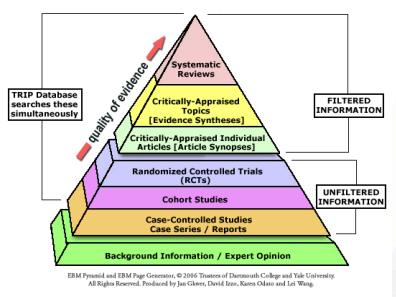 Systematic
Reviews
quality of evidence
TRIP Database
searches these
simultaneously
Critically-Appraised
Topics
[Evidence Syntheses]
FILTERED
INFORMATION
Critically-Appraised Individual
Articles [Article Synopses]
Randomized Controlled Trials
(RCTs)
UNFILTERED
INFORMATION
Cohort Studies
Case-Controlled Studies
Case Series / Reports
Background Information / Expert Opinion
EBM Pyramid and EBM Page Generator, © 2006 Trustees of Dartmouth College and Yale University.
All Rights Reserved. Produced by Jan Glover, David Izzo, Karen Odato and Lei Wang.